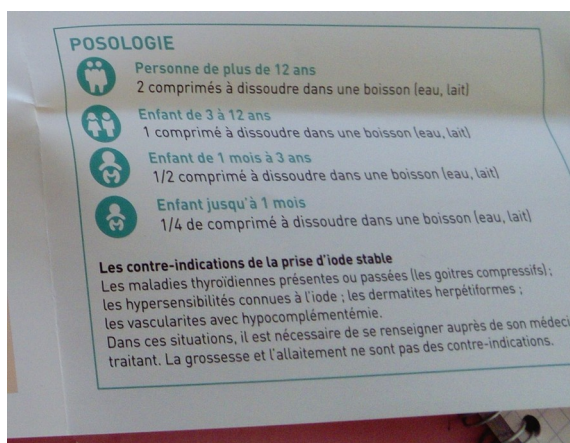 POSOLOGIE
Personne de plus de 12 ans
2 comprimés à dissoudre dans une boisson (eau, lait)
Enfant de 3 à 12 ans
1 comprimé à dissoudre dans une boisson (eau, lait)
Enfant de 1 mois à 3 ans
1/2 comprimé à dissoudre dans une boisson (eau, lait)
Enfant jusqu'à 1 mois
1/4 de comprimé à dissoudre dans une boisson (eau, lait)
Les contre-indications de la prise d'iode stable
Les maladies thyroïdiennes présentes ou passées (les goitres compressifs) ;
les hypersensibilités connues à l'iode ; les dermatites herpétiformes ;
les vascularites avec hypocomplémentémie.
Dans ces situations, il est nécessaire de se renseigner auprès de son médeci
traitant. La grossesse et l'allaitement ne sont pas des contre-indications.